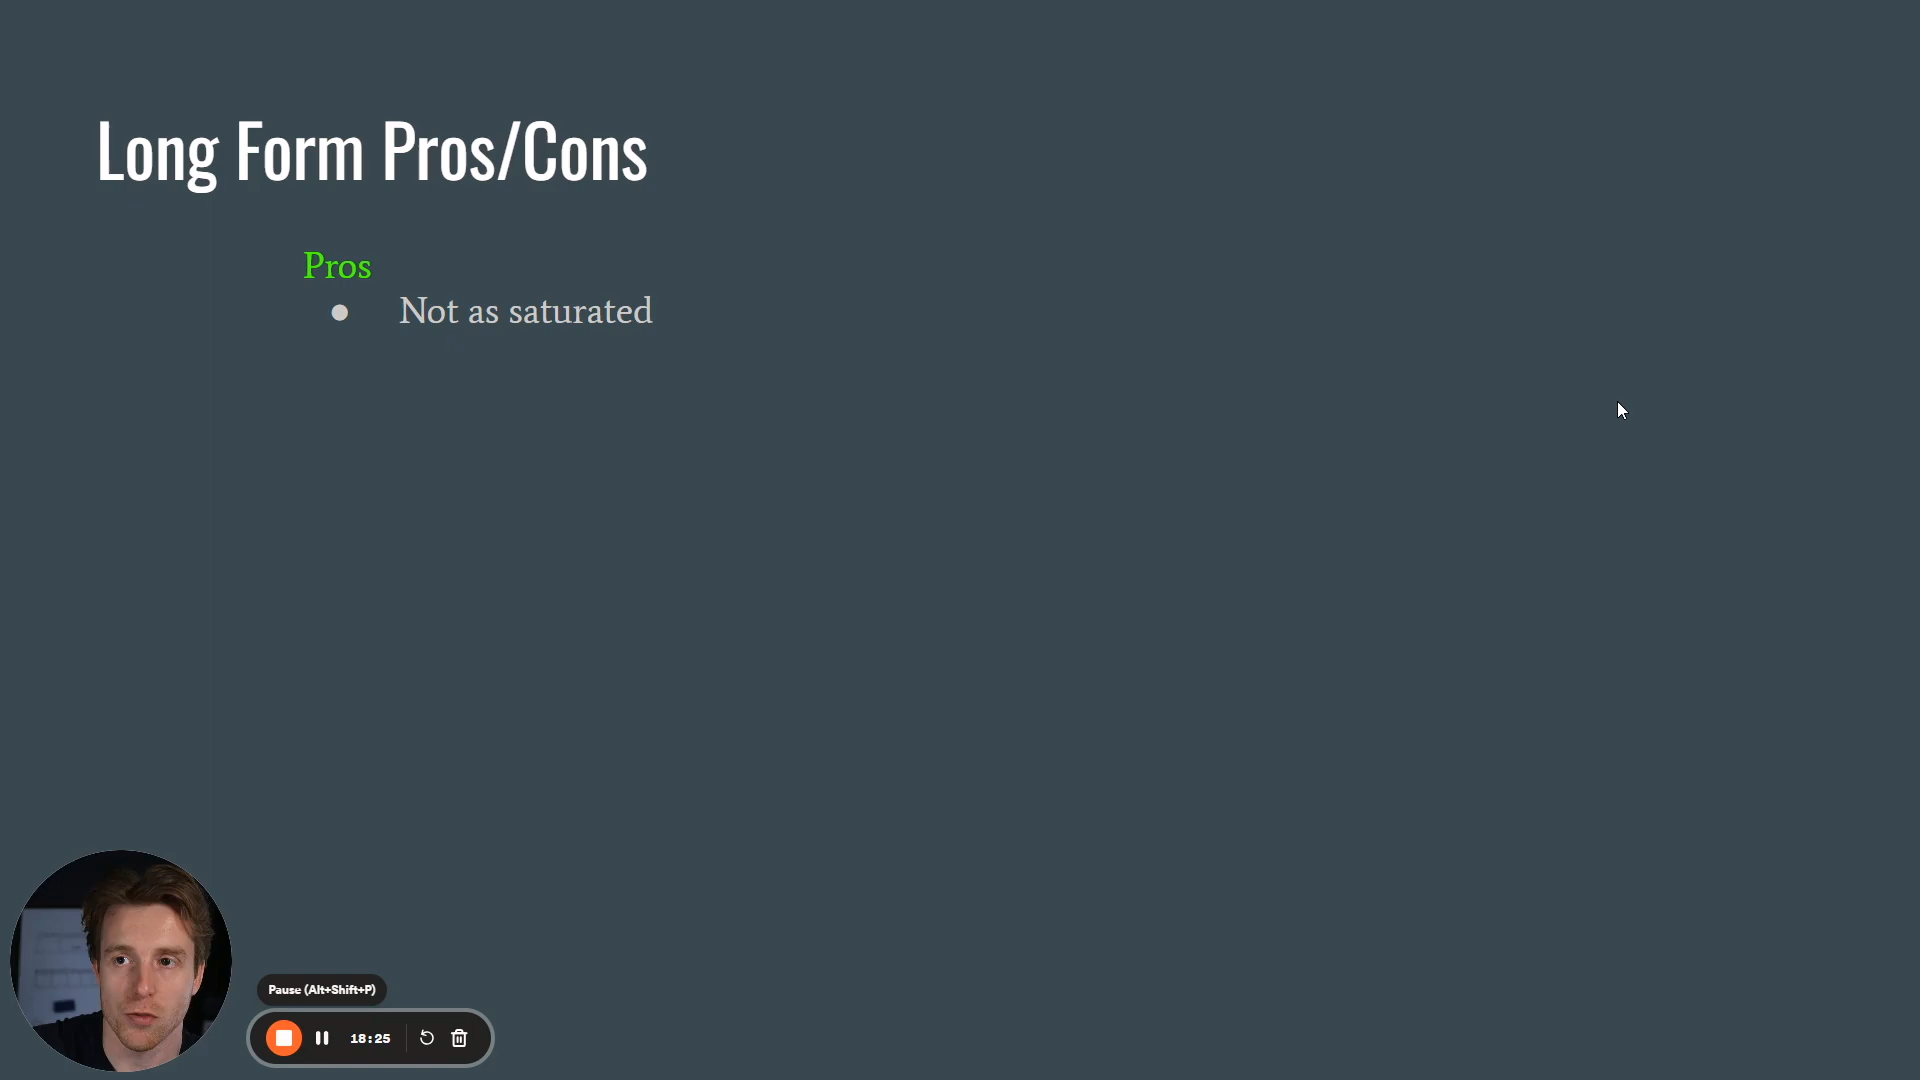 Long Form Pros/Cons
Pros
● Not as saturated
Pause (Alt+Shift+P)
18:25